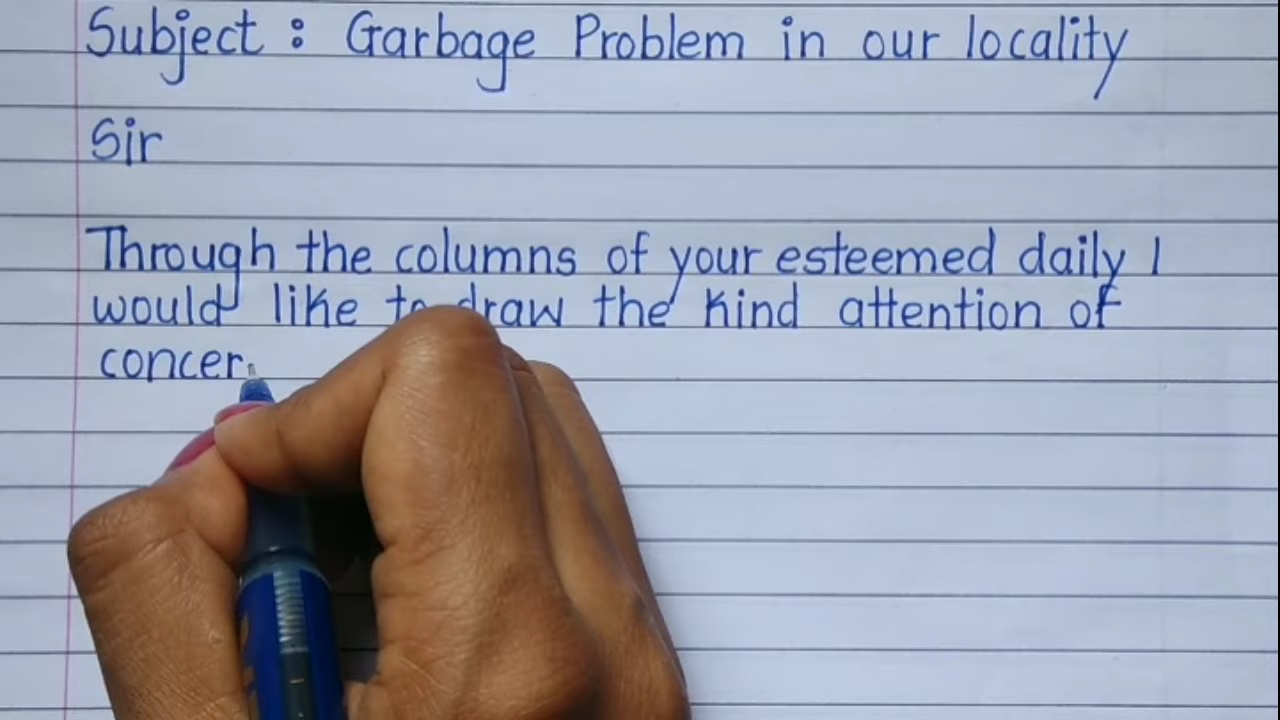 Subject : Garbage Problem in our locality
Sir
Through the columns of your esteemed daily I
would like to draw the kind attention of
concer